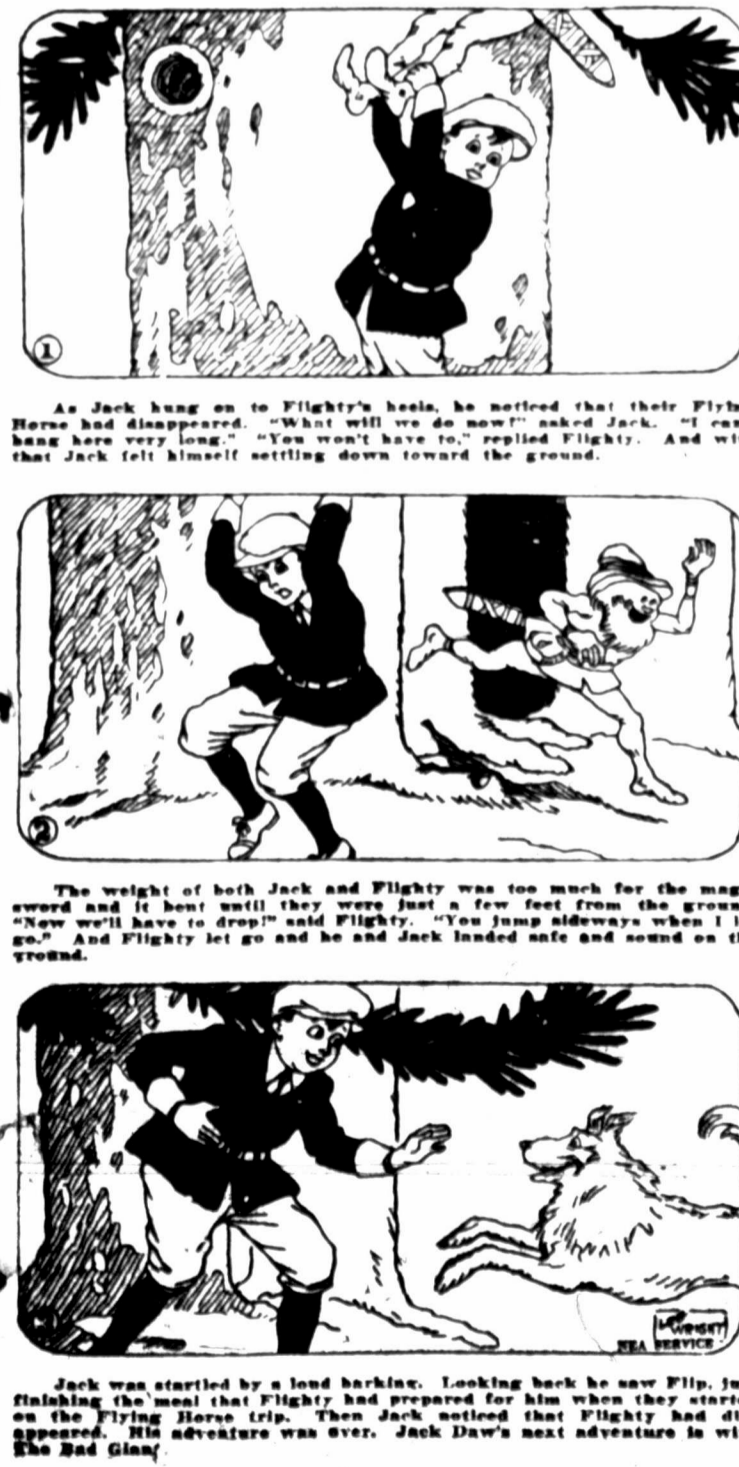 1
As Jack hung on to Flighty's heels, he noticed that their Flyi
Horse had disappeared. "What will we do now?" asked Jack. "I can
hang here very long." "You won't have to," replied Flighty. And wi
that Jack felt himself settling down toward the ground.
2
The weight of both Jack and Flighty was too much for the mag
sword and it bent until they were just a few feet from the groun
"Now we'll have to drop!" said Flighty. "You jump sideways when I l
go." And Flighty let go and he and Jack landed safe and sound on t
ground.
WRIGHT
NEA SERVICE
Jack was startled by a loud barking. Looking back he saw Flip, ju
finishing the meal that Flighty had prepared for him when they start
on the Flying Horse trip. Then Jack noticed that Flighty had di
appeared. His adventure was over. Jack Daw's next adventure is wi
The Bad Giant